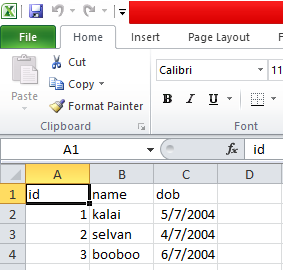 File Home Insert Page Layout Formulas
Cut
Copy
Paste
Format Painter
Calibri 11
B I U
Clipboard Font
A1 fx id
A B C D
1 id name dob
2 1 kalai 5/7/2004
3 2 selvan 4/7/2004
4 3 booboo 6/7/2004